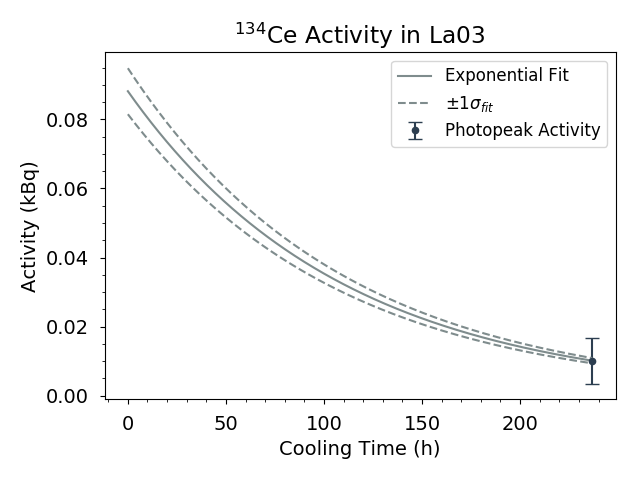 ¹³⁴Ce Activity in La03
Exponential Fit
±1σ_fit
Photopeak Activity
Activity (kBq)
0.08
0.06
0.04
0.02
0.00
0 50 100 150 200
Cooling Time (h)